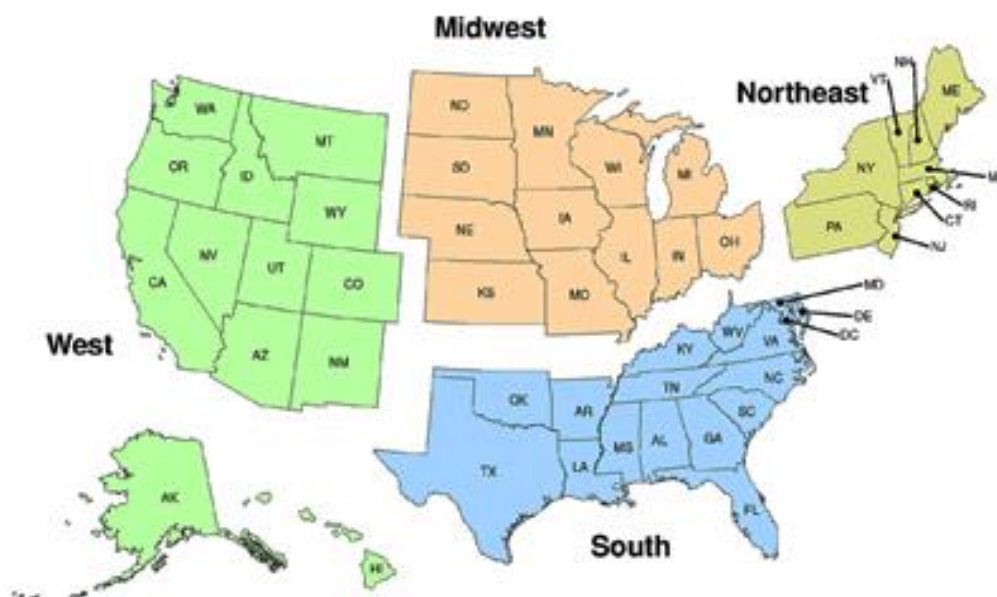 Midwest
Northeast
West
South
WA
OR
ID
MT
WY
CA
NV
UT
CO
AZ
NM
AK
HI
ND
SD
NE
KS
MN
IA
MO
WI
IL
MI
IN
OH
VT
NH
ME
NY
PA
M
RI
CT
NJ
MD
DE
DC
WV
VA
KY
TN
NC
SC
OK
AR
TX
LA
MS
AL
GA
FL